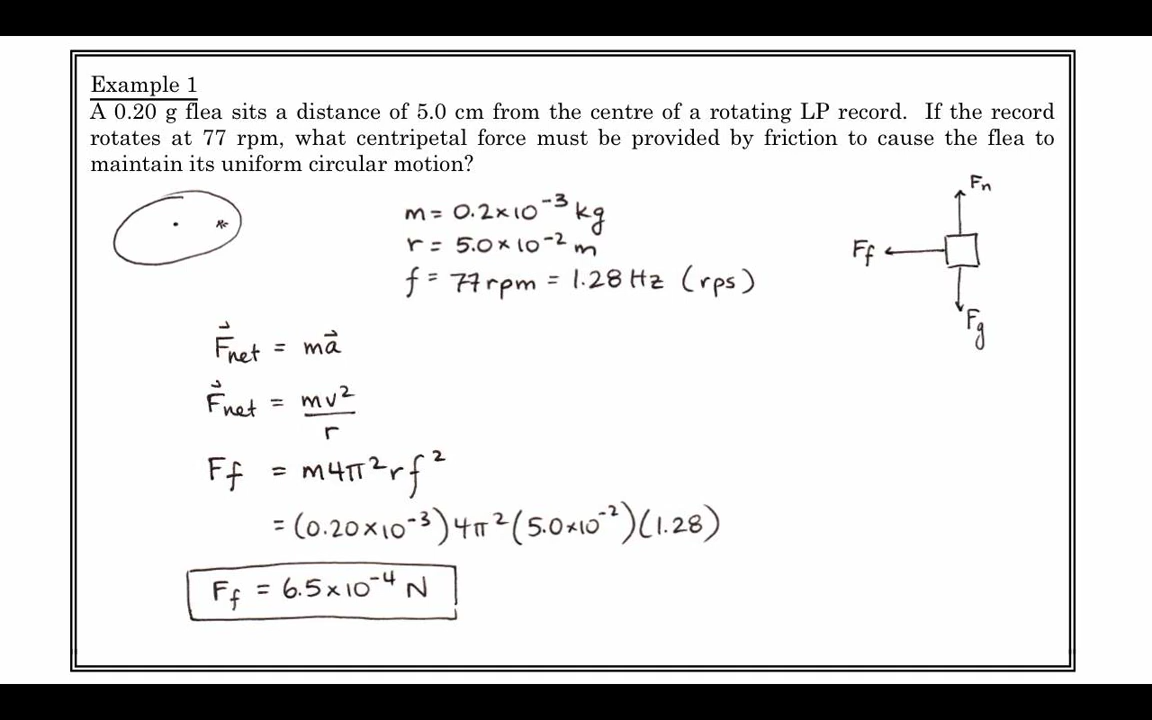 Example 1
A 0.20 g flea sits a distance of 5.0 cm from the centre of a rotating LP record. If the record
rotates at 77 rpm, what centripetal force must be provided by friction to cause the flea to
maintain its uniform circular motion?
m = 0.2×10⁻³ kg
r = 5.0×10⁻² m
f = 77 rpm = 1.28 Hz (rps)
Fn
Ff
Fg
F⃗net = ma⃗
F⃗net = mv²/r
Ff = m4π²rf²
= (0.20×10⁻³)4π²(5.0×10⁻²)(1.28)
Ff = 6.5×10⁻⁴ N